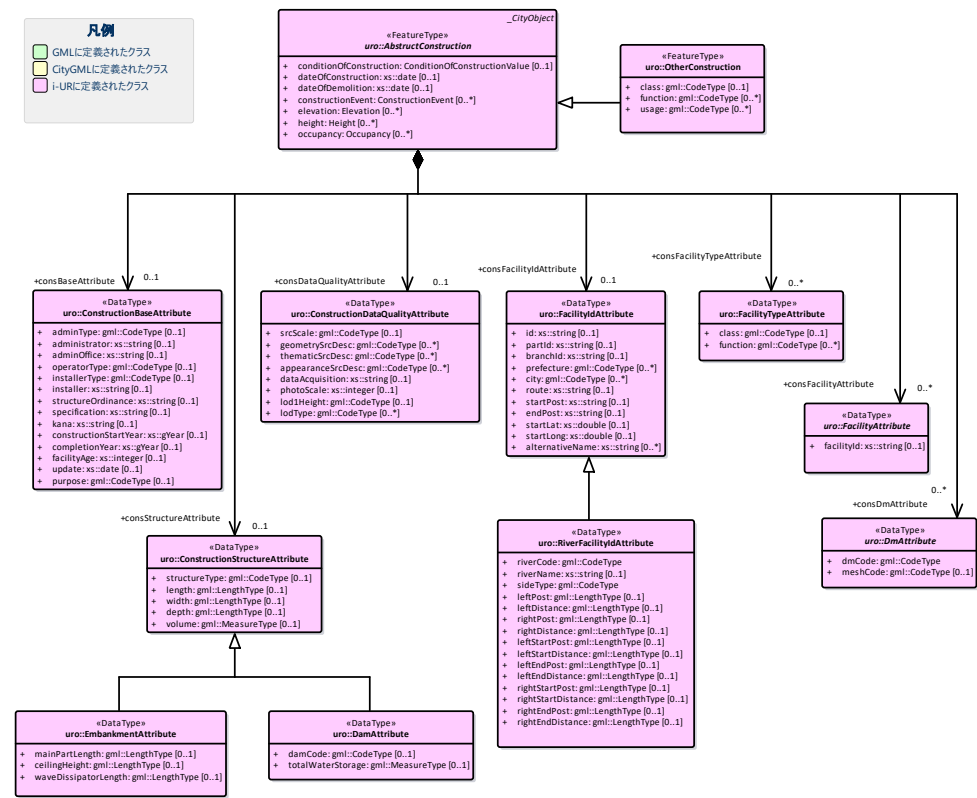 凡例
GMLに定義されたクラス
CityGMLに定義されたクラス
i-URに定義されたクラス
_CityObject
«FeatureType»
uro::AbstructConstruction
+ conditionOfConstruction: ConditionOfConstructionValue [0..1]
+ dateOfConstruction: xs::date [0..1]
+ dateOfDemolition: xs::date [0..1]
+ constructionEvent: ConstructionEvent [0..*]
+ elevation: Elevation [0..*]
+ height: Height [0..*]
+ occupancy: Occupancy [0..*]
«FeatureType»
uro::OtherConstruction
+ class: gml::CodeType [0..1]
+ function: gml::CodeType [0..*]
+ usage: gml::CodeType [0..*]
+consBaseAttribute 0..1
«DataType»
uro::ConstructionBaseAttribute
+ adminType: gml::CodeType [0..1]
+ administrator: xs::string [0..1]
+ adminOffice: xs::string [0..1]
+ operatorType: gml::CodeType [0..1]
+ installerType: gml::CodeType [0..1]
+ installer: xs::string [0..1]
+ structureOrdinance: xs::string [0..1]
+ specification: xs::string [0..1]
+ kana: xs::string [0..1]
+ constructionStartYear: xs::gYear [0..1]
+ completionYear: xs::gYear [0..1]
+ facilityAge: xs::integer [0..1]
+ update: xs::date [0..1]
+ purpose: gml::CodeType [0..1]
+consDataQualityAttribute 0..1
«DataType»
uro::ConstructionDataQualityAttribute
+ srcScale: gml::CodeType [0..1]
+ geometrySrcDesc: gml::CodeType [0..*]
+ thematicSrcDesc: gml::CodeType [0..*]
+ appearanceSrcDesc: gml::CodeType [0..*]
+ dataAcquisition: xs::string [0..1]
+ photoScale: xs::integer [0..1]
+ lod1Height: gml::CodeType [0..1]
+ lodType: gml::CodeType [0..*]
+consFacilityIdAttribute 0..1
«DataType»
uro::FacilityIdAttribute
+ id: xs::string [0..1]
+ partId: xs::string [0..1]
+ branchId: xs::string [0..1]
+ prefecture: gml::CodeType [0..*]
+ city: gml::CodeType [0..*]
+ route: xs::string [0..1]
+ startPost: xs::string [0..1]
+ endPost: xs::string [0..1]
+ startLat: xs::double [0..1]
+ startLong: xs::double [0..1]
+ alternativeName: xs::string [0..*]
+consFacilityTypeAttribute 0..*
«DataType»
uro::FacilityTypeAttribute
+ class: gml::CodeType [0..1]
+ function: gml::CodeType [0..*]
+consFacilityAttribute 0..*
«DataType»
uro::FacilityAttribute
+ facilityId: xs::string [0..1]
+consDmAttribute 0..*
«DataType»
uro::DmAttribute
+ dmCode: gml::CodeType
+ meshCode: gml::CodeType [0..1]
+consStructureAttribute 0..1
«DataType»
uro::ConstructionStructureAttribute
+ structureType: gml::CodeType [0..1]
+ length: gml::LengthType [0..1]
+ width: gml::LengthType [0..1]
+ depth: gml::LengthType [0..1]
+ volume: gml::MeasureType [0..1]
«DataType»
uro::RiverFacilityIdAttribute
+ riverCode: gml::CodeType
+ riverName: xs::string [0..1]
+ sideType: gml::CodeType
+ leftPost: gml::LengthType [0..1]
+ leftDistance: gml::LengthType [0..1]
+ rightPost: gml::LengthType [0..1]
+ rightDistance: gml::LengthType [0..1]
+ leftStartPost: gml::LengthType [0..1]
+ leftStartDistance: gml::LengthType [0..1]
+ leftEndPost: gml::LengthType [0..1]
+ leftEndDistance: gml::LengthType [0..1]
+ rightStartPost: gml::LengthType [0..1]
+ rightStartDistance: gml::LengthType [0..1]
+ rightEndPost: gml::LengthType [0..1]
+ rightEndDistance: gml::LengthType [0..1]
«DataType»
uro::EmbankmentAttribute
+ mainPartLength: gml::LengthType [0..1]
+ ceilingHeight: gml::LengthType [0..1]
+ waveDissipatorLength: gml::LengthType [0..1]
«DataType»
uro::DamAttribute
+ damCode: gml::CodeType [0..1]
+ totalWaterStorage: gml::MeasureType [0..1]